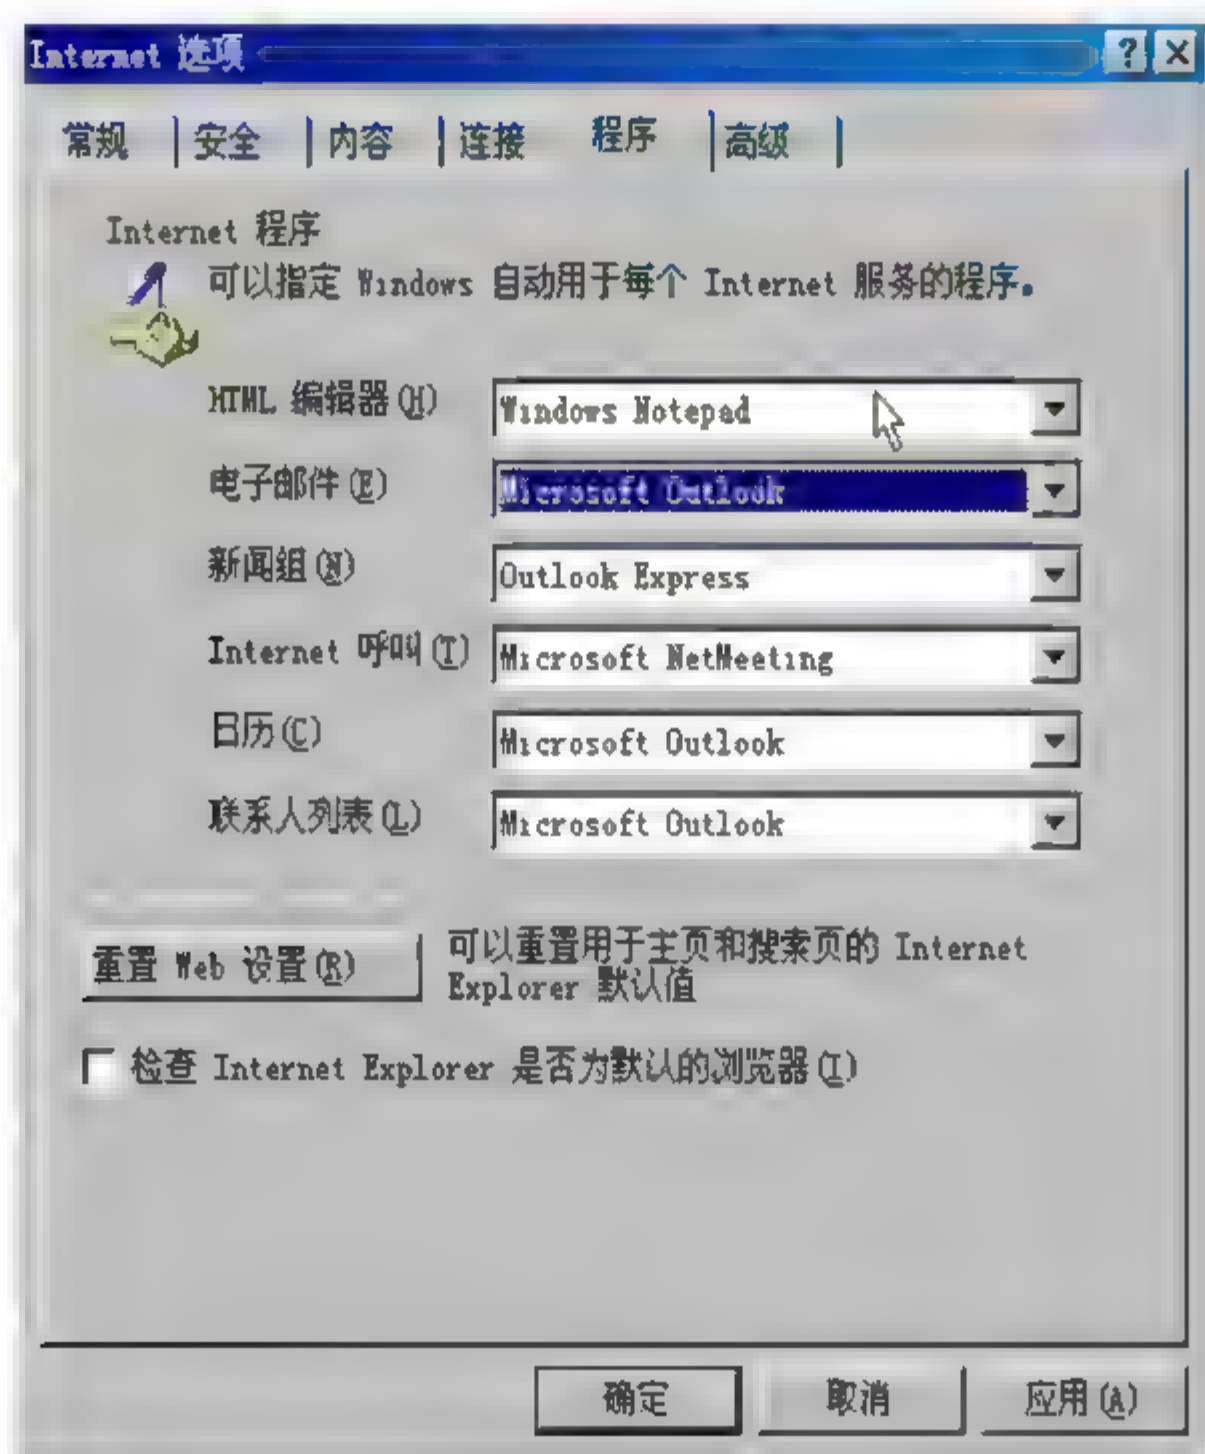 Internet 选项
常规 安全 内容 连接 程序 高级
Internet 程序
可以指定 Windows 自动用于每个 Internet 服务的程序。
HTML 编辑器(H) Windows Notepad
电子邮件(E) Microsoft Outlook
新闻组(N) Outlook Express
Internet 呼叫(T) Microsoft NetMeeting
日历(C) Microsoft Outlook
联系人列表(L) Microsoft Outlook
重置 Web 设置(R)
可以重置用于主页和搜索页的 Internet
Explorer 默认值
检查 Internet Explorer 是否为默认的浏览器(I)
确定 取消 应用(A)